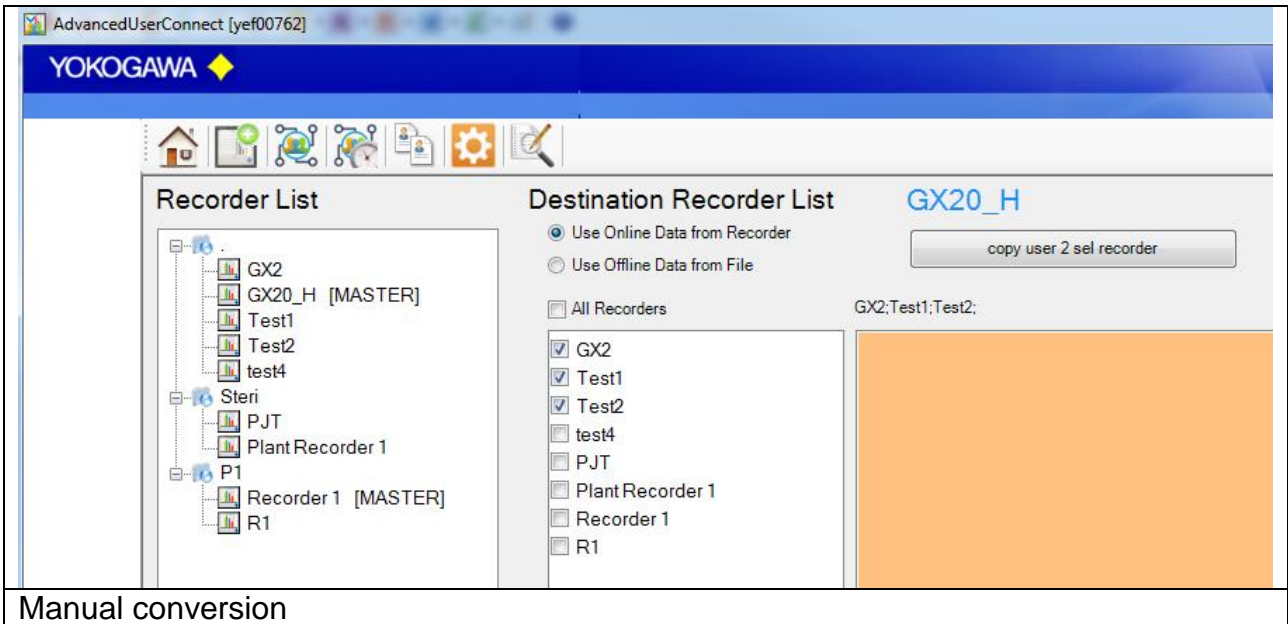 AdvancedUserConnect [yef00762]
YOKOGAWA
Recorder List
.
GX2
GX20_H [MASTER]
Test1
Test2
test4
Steri
PJT
Plant Recorder 1
P1
Recorder 1 [MASTER]
R1
Destination Recorder List
Use Online Data from Recorder
Use Offline Data from File
All Recorders
GX2
Test1
Test2
test4
PJT
Plant Recorder 1
Recorder 1
R1
GX20_H
copy user 2 sel recorder
GX2;Test1;Test2;
Manual conversion